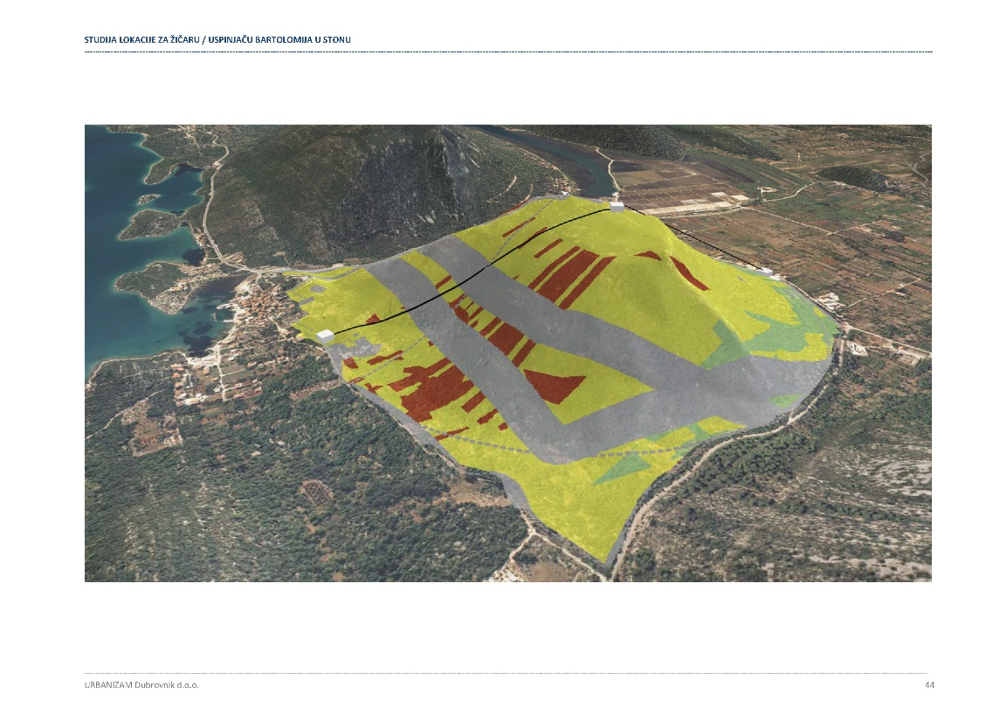 STUDIJA LOKACIJE ZA ŽIČARU / USPINJAČU BARTOLOMIJA U STONU
URBANIZAM Dubrovnik d.o.o.
44